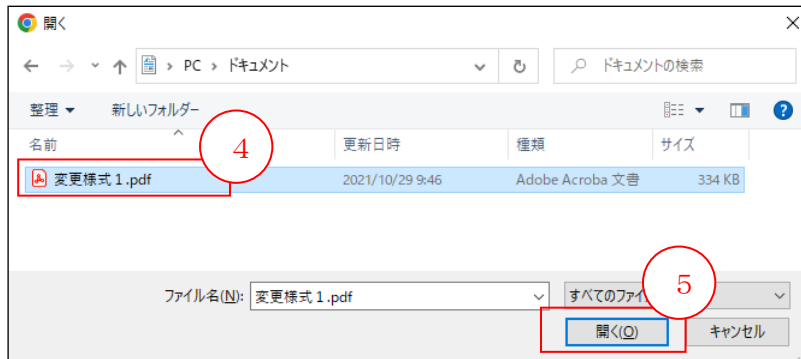 開く
PC › ドキュメント
ドキュメントの検索
整理 新しいフォルダー
名前 更新日時 種類 サイズ
4
変更様式１.pdf 2021/10/29 9:46 Adobe Acroba 文書 334 KB
ファイル名(N): 変更様式１.pdf すべてのファイ
5
開く(O) キャンセル